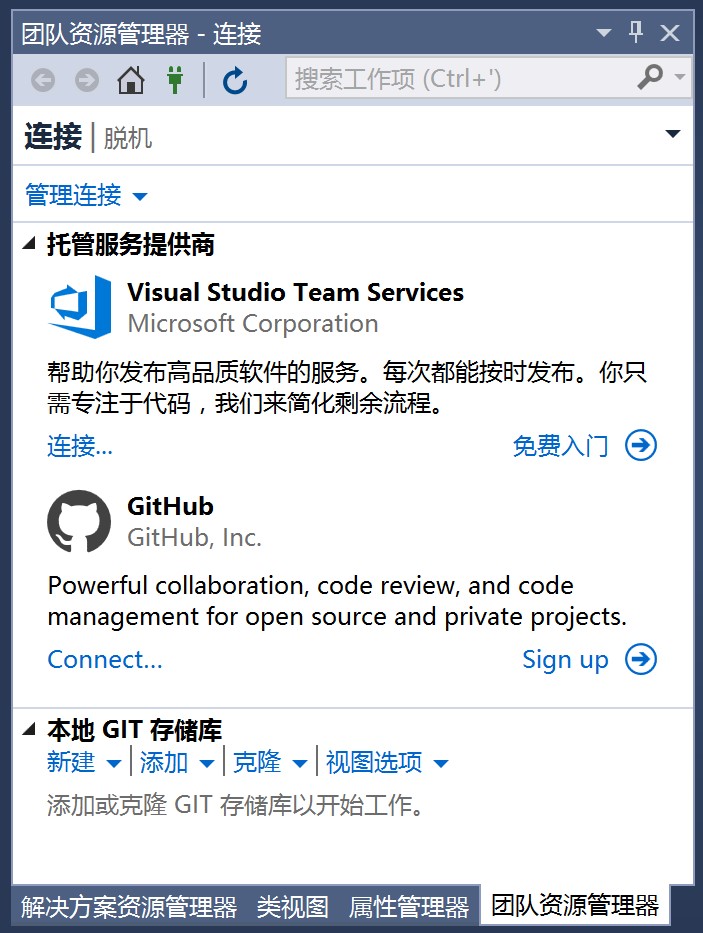 团队资源管理器 - 连接
搜索工作项 (Ctrl+')
连接 | 脱机
管理连接
托管服务提供商
Visual Studio Team Services
Microsoft Corporation
帮助你发布高品质软件的服务。每次都能按时发布。你只
需专注于代码，我们来简化剩余流程。
连接... 免费入门
GitHub
GitHub, Inc.
Powerful collaboration, code review, and code
management for open source and private projects.
Connect... Sign up
本地 GIT 存储库
新建 | 添加 | 克隆 | 视图选项
添加或克隆 GIT 存储库以开始工作。
解决方案资源管理器 类视图 属性管理器 团队资源管理器